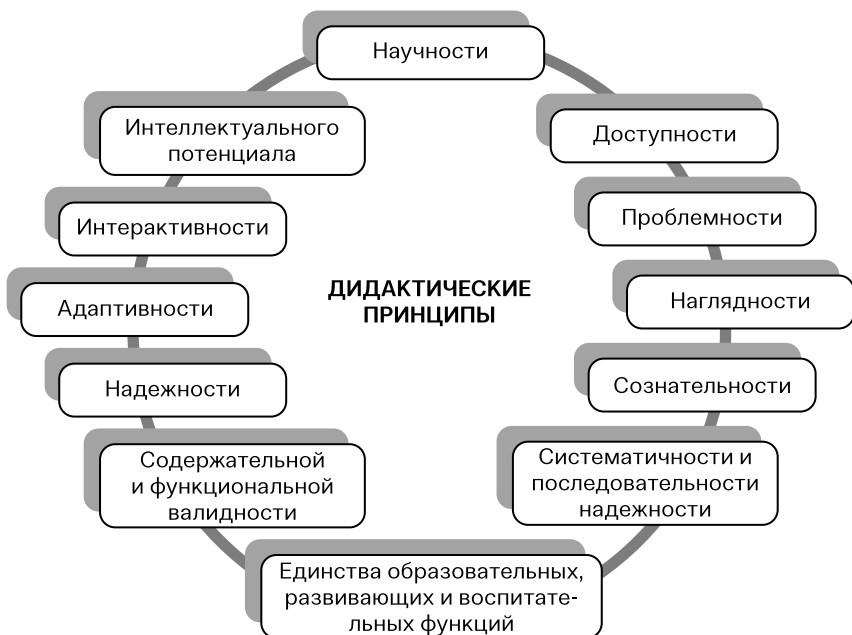 Научности
Интеллектуального
потенциала
Доступности
Интерактивности
Проблемности
ДИДАКТИЧЕСКИЕ
ПРИНЦИПЫ
Адаптивности
Наглядности
Надежности
Сознательности
Содержательной
и функциональной
валидности
Систематичности и
последовательности
надежности
Единства образовательных,
развивающих и воспитате-
льных функций